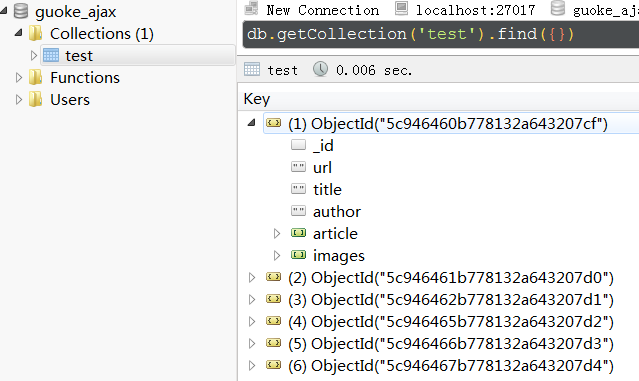 guoke_ajax
Collections (1)
test
Functions
Users
New Connection localhost:27017 guoke_aj
db.getCollection('test').find({})
test 0.006 sec.
Key
(1) ObjectId("5c946460b778132a643207cf")
_id
url
title
author
article
images
(2) ObjectId("5c946461b778132a643207d0")
(3) ObjectId("5c946462b778132a643207d1")
(4) ObjectId("5c946465b778132a643207d2")
(5) ObjectId("5c946466b778132a643207d3")
(6) ObjectId("5c946466b778132a643207d4")